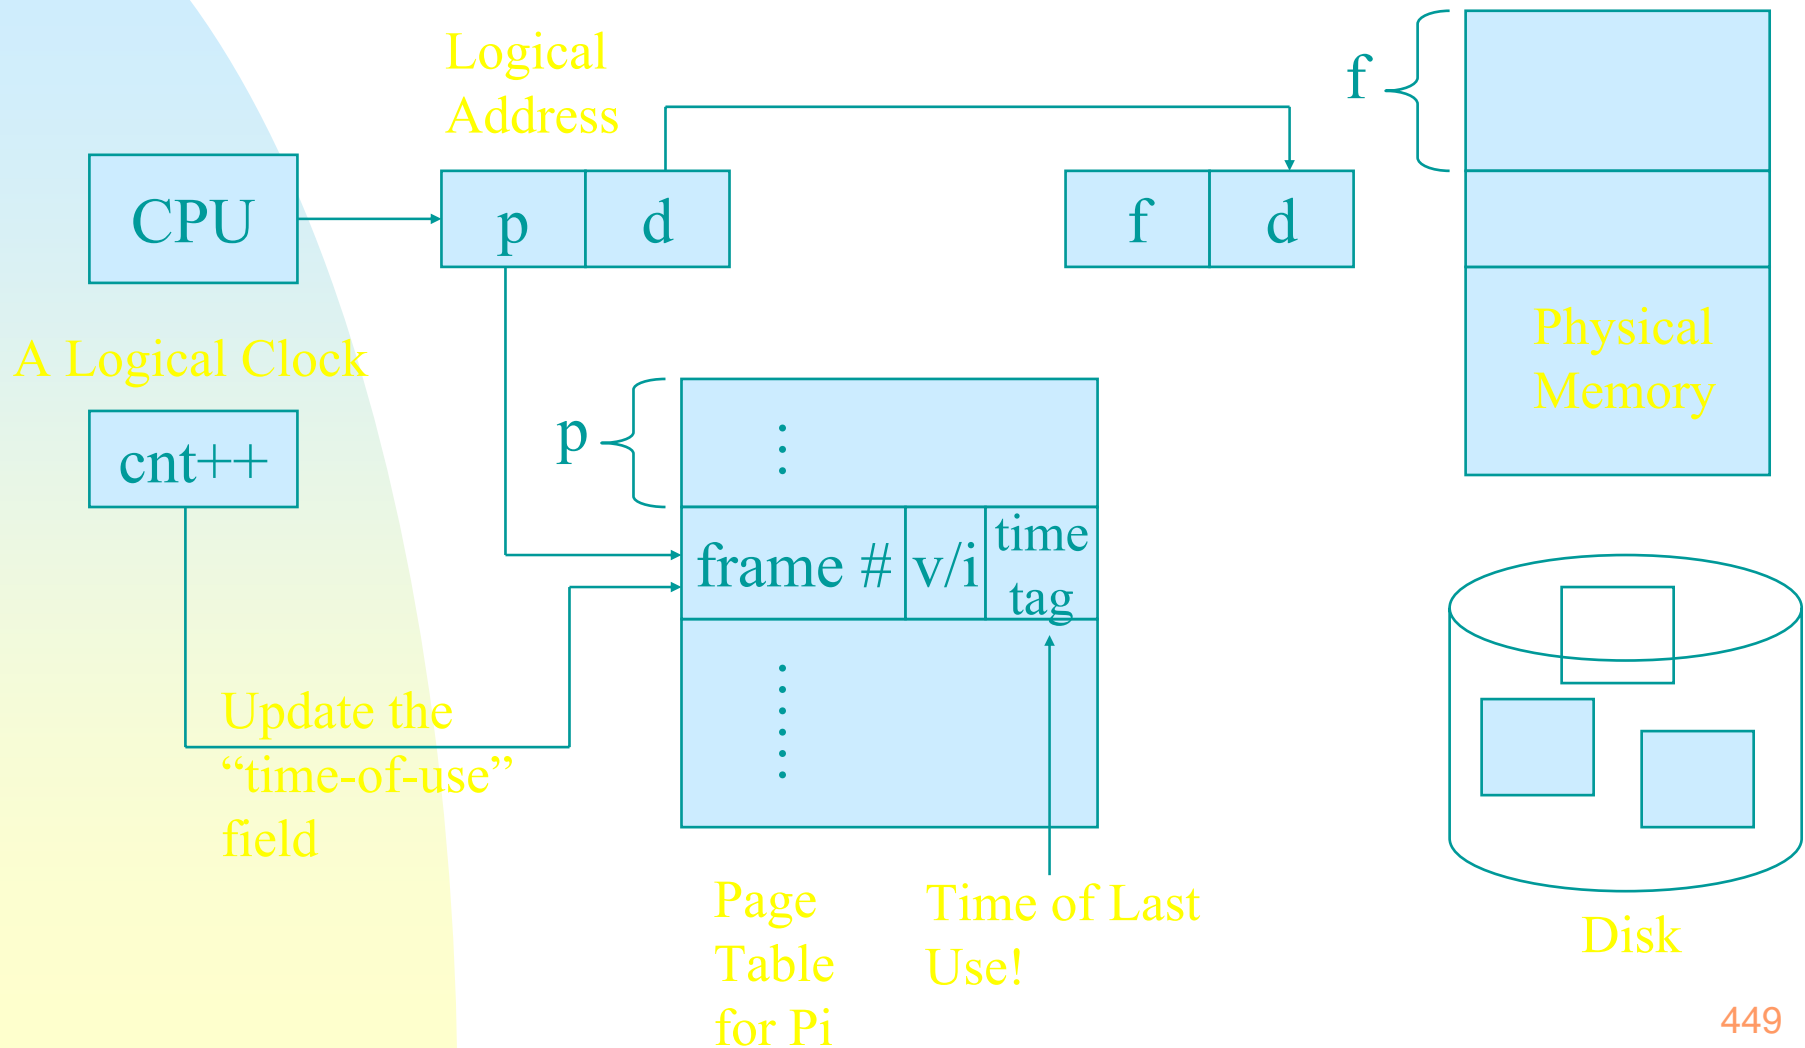 Logical
Address
f
CPU
p
d
f
d
A Logical Clock
Physical
Memory
cnt++
p
frame #
v/i
time
tag
Update the
“time-of-use”
field
Page
Table
for Pi
Time of Last
Use!
Disk
449